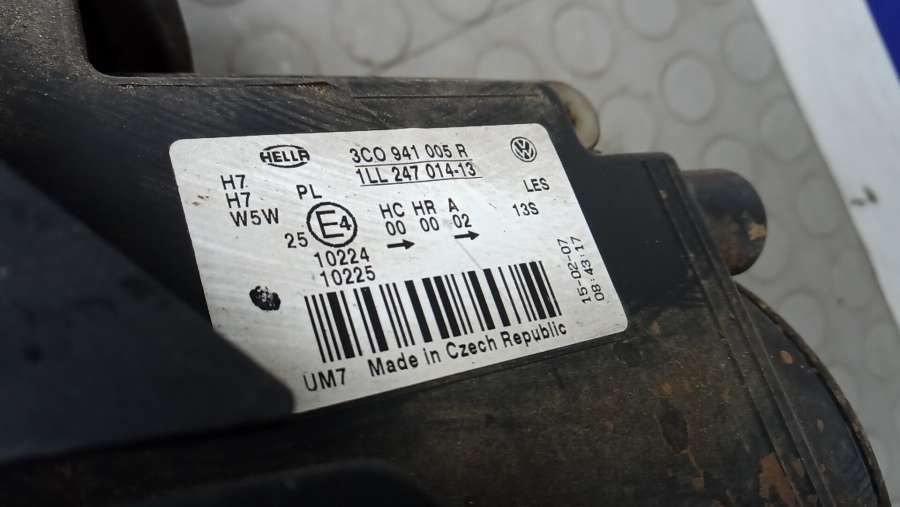 HELLA
3C0 941 005 R
1LL 247 014-13
H7
H7
W5W
PL
25 E4
HC HR A
00 00 02
LES
13S
10224
10225
15-02-07
08:43:17
UM7 Made in Czech Republic